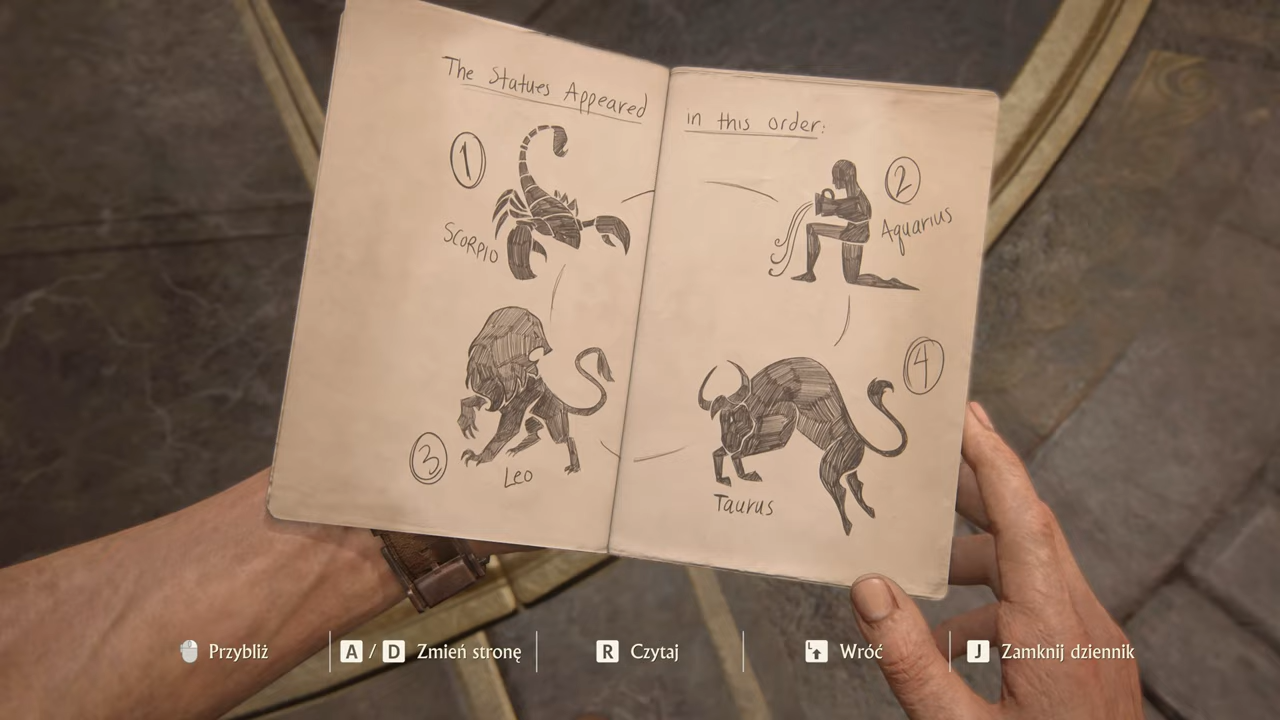 The Statues Appeared
in this order:
1
SCORPIO
2
Aquarius
3
Leo
4
Taurus
Przybliż
A / D Zmień stronę
R Czytaj
L Wróć
J Zamknij dziennik